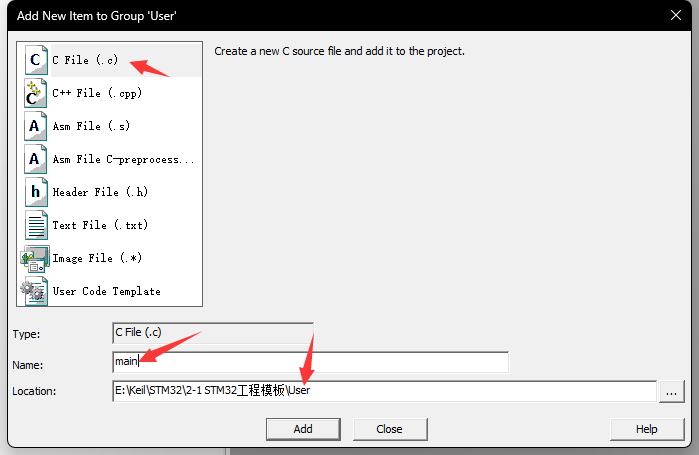 Add New Item to Group 'User'
C File (.c)
Create a new C source file and add it to the project.
C++ File (.cpp)
Asm File (.s)
Asm File C-preprocess...
Header File (.h)
Text File (.txt)
Image File (.*)
User Code Template
Type:
C File (.c)
Name:
main
Location:
E:\Keil\STM32\2-1 STM32工程模板\User
...
Add
Close
Help